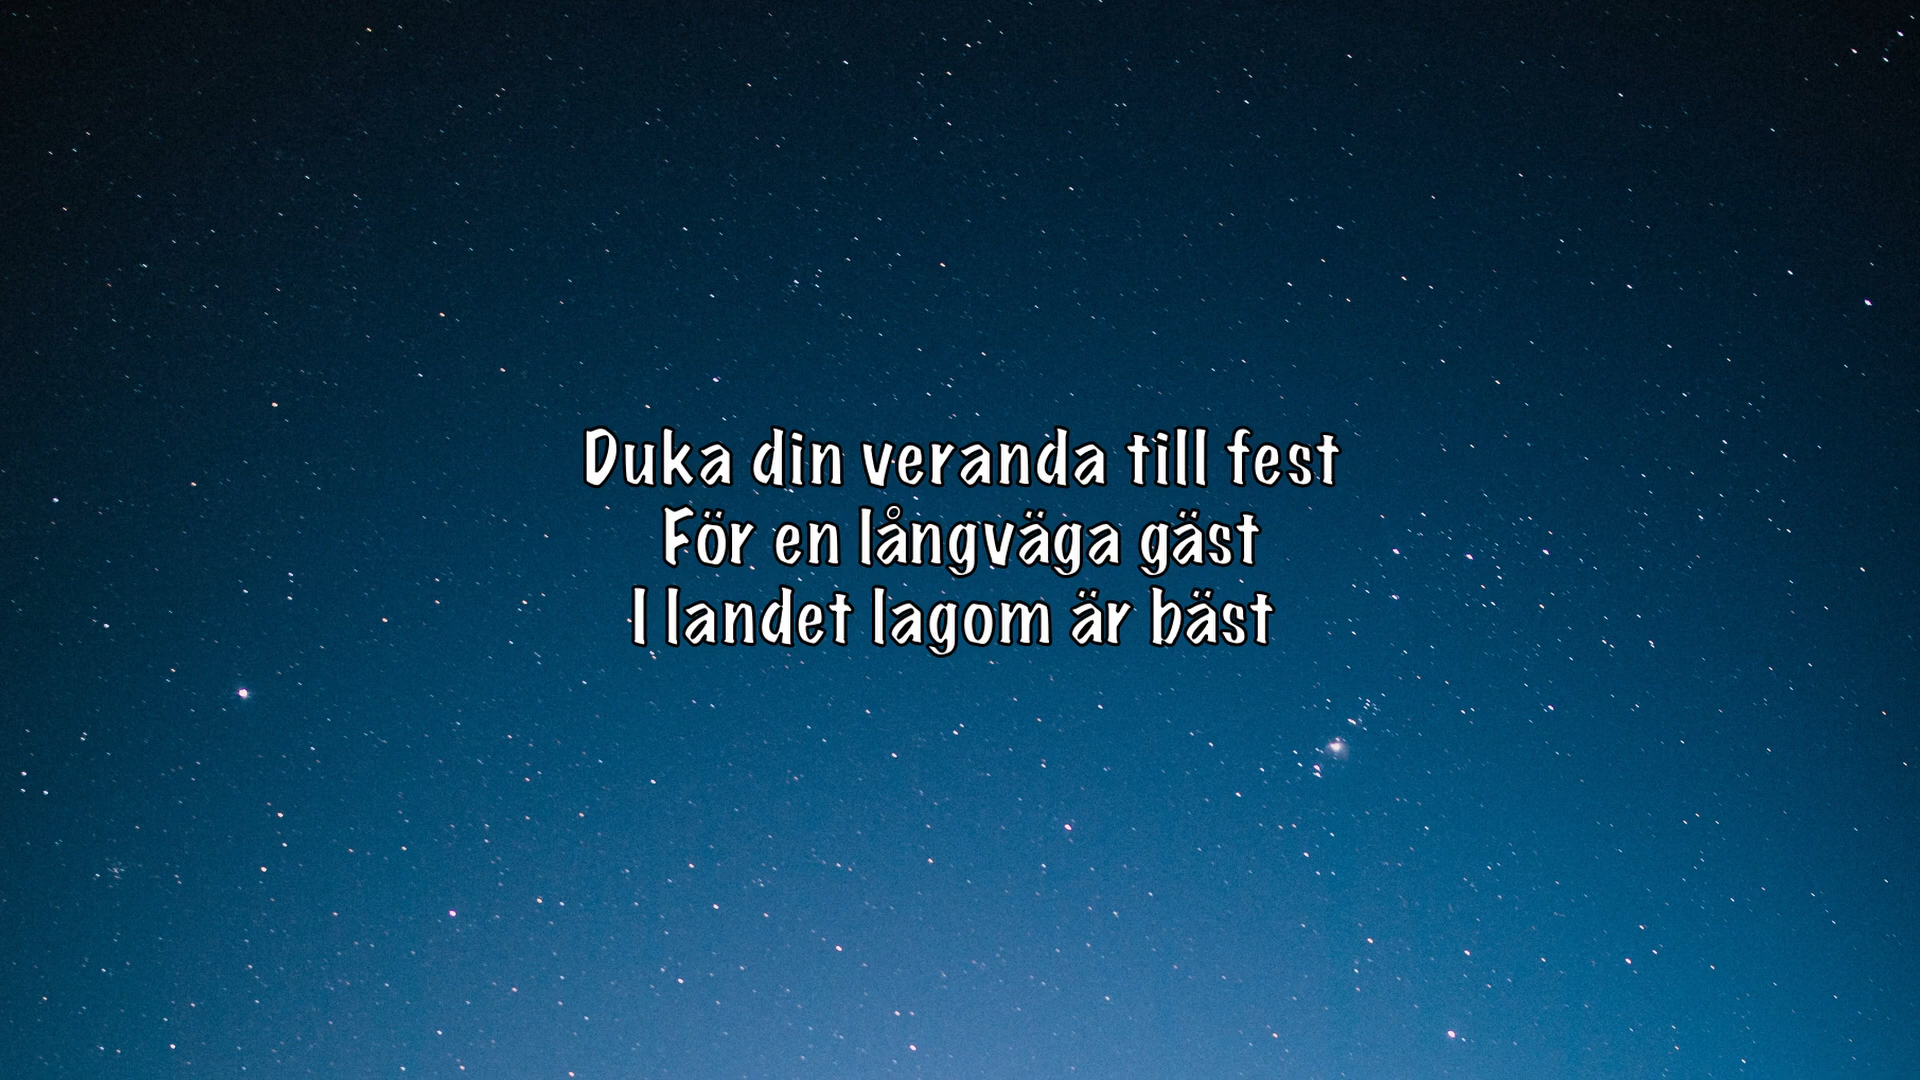 Duka din veranda till fest
För en långväga gäst
I landet lagom är bäst